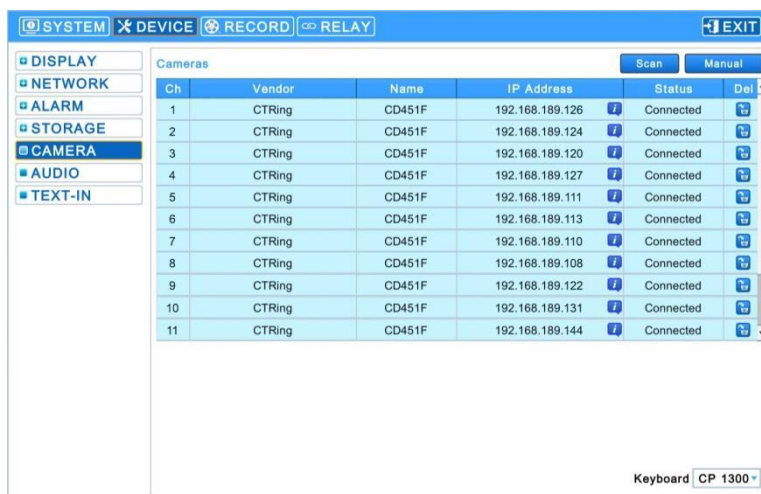 SYSTEM DEVICE RECORD RELAY EXIT
DISPLAY
NETWORK
ALARM
STORAGE
CAMERA
AUDIO
TEXT-IN
Cameras Scan Manual
Ch Vendor Name IP Address Status Del
1 CTRing CD451F 192.168.189.126 i Connected
2 CTRing CD451F 192.168.189.124 i Connected
3 CTRing CD451F 192.168.189.120 i Connected
4 CTRing CD451F 192.168.189.127 i Connected
5 CTRing CD451F 192.168.189.111 i Connected
6 CTRing CD451F 192.168.189.113 i Connected
7 CTRing CD451F 192.168.189.110 i Connected
8 CTRing CD451F 192.168.189.108 i Connected
9 CTRing CD451F 192.168.189.122 i Connected
10 CTRing CD451F 192.168.189.131 i Connected
11 CTRing CD451F 192.168.189.144 i Connected
Keyboard CP 1300